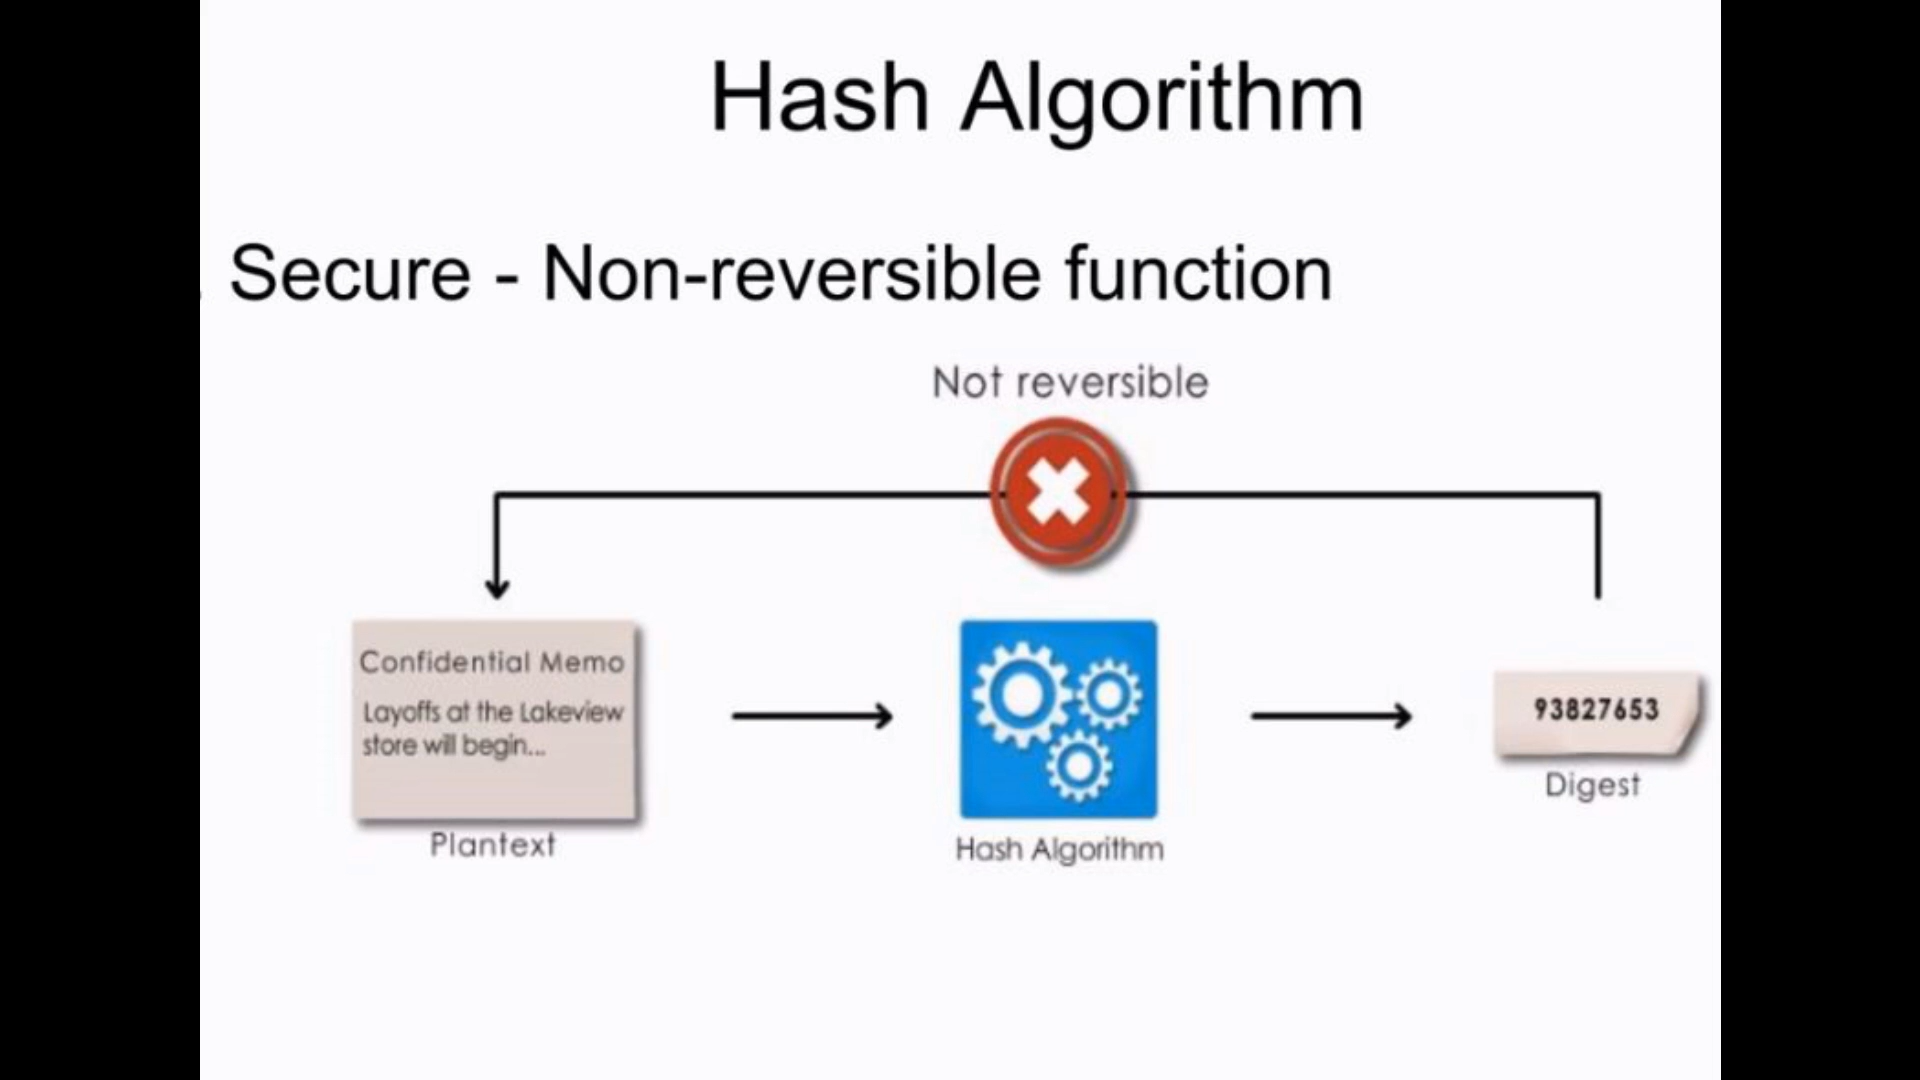 Hash Algorithm
Secure - Non-reversible function
Not reversible
Confidential Memo
Layoffs at the Lakeview
store will begin...
Plantext
Hash Algorithm
93827653
Digest